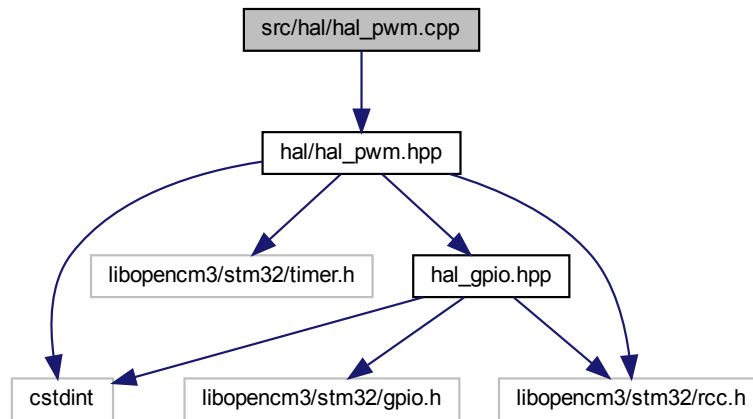 src/hal/hal_pwm.cpp
hal/hal_pwm.hpp
libopencm3/stm32/timer.h
hal_gpio.hpp
cstdint
libopencm3/stm32/gpio.h
libopencm3/stm32/rcc.h